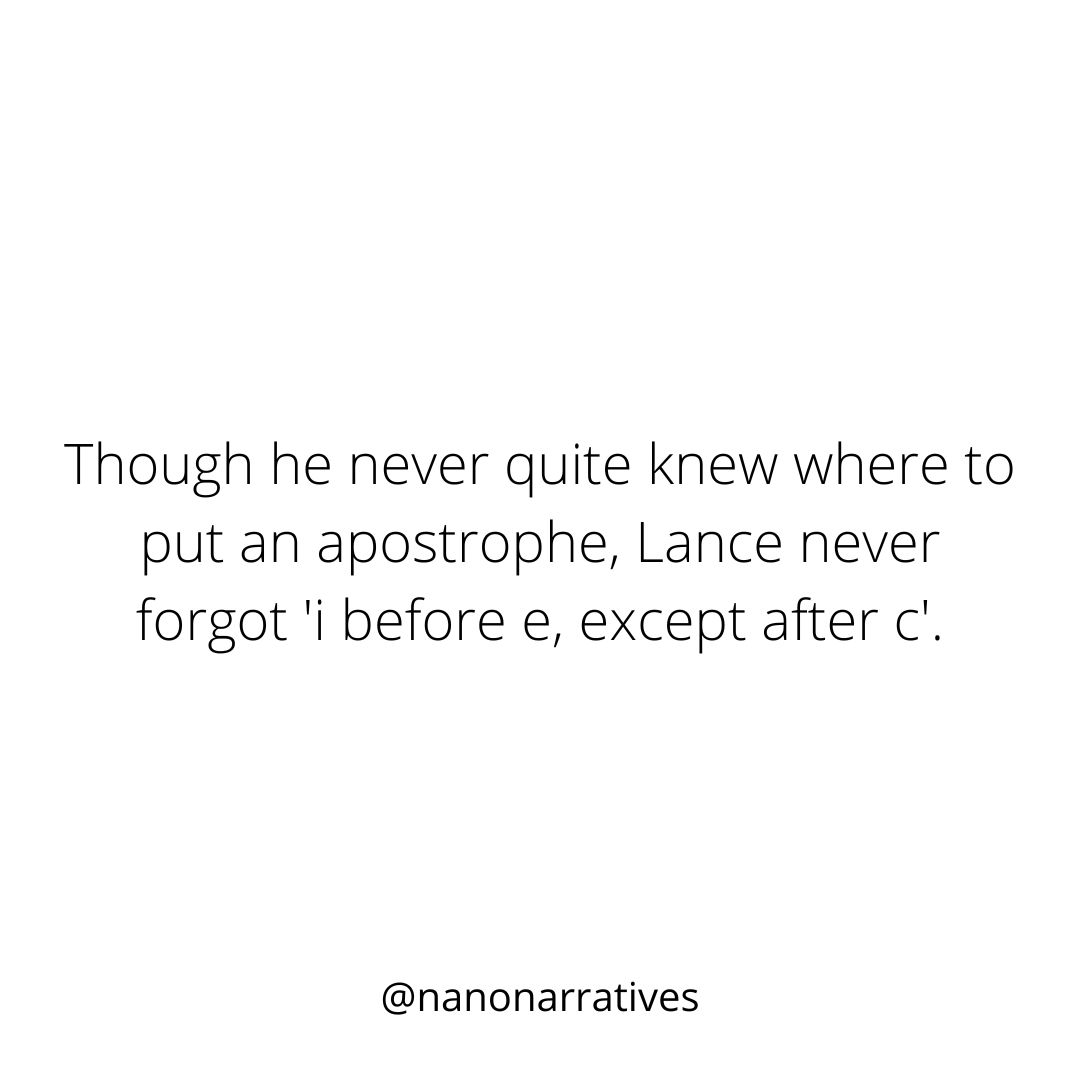 Though he never quite knew where to
put an apostrophe, Lance never
forgot 'i before e, except after c'.
@nanonarratives